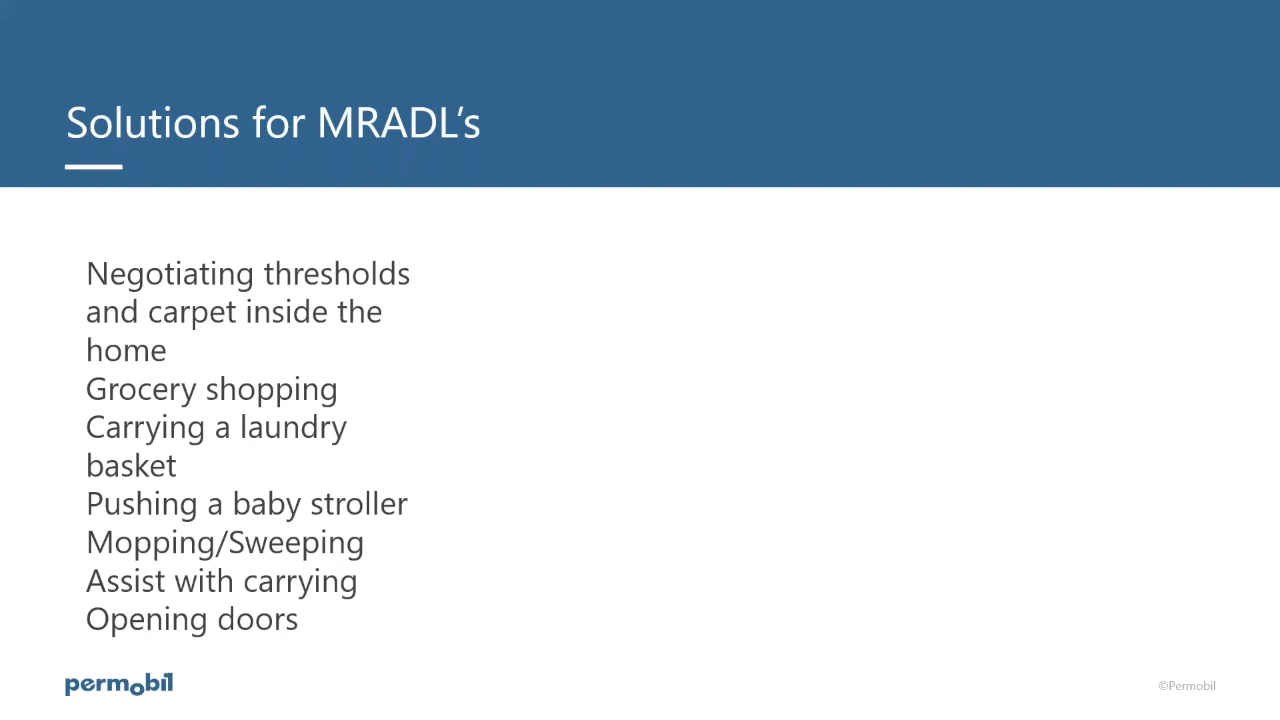 Solutions for MRADL’s
Negotiating thresholds
and carpet inside the
home
Grocery shopping
Carrying a laundry
basket
Pushing a baby stroller
Mopping/Sweeping
Assist with carrying
Opening doors
permobil
©Permobil